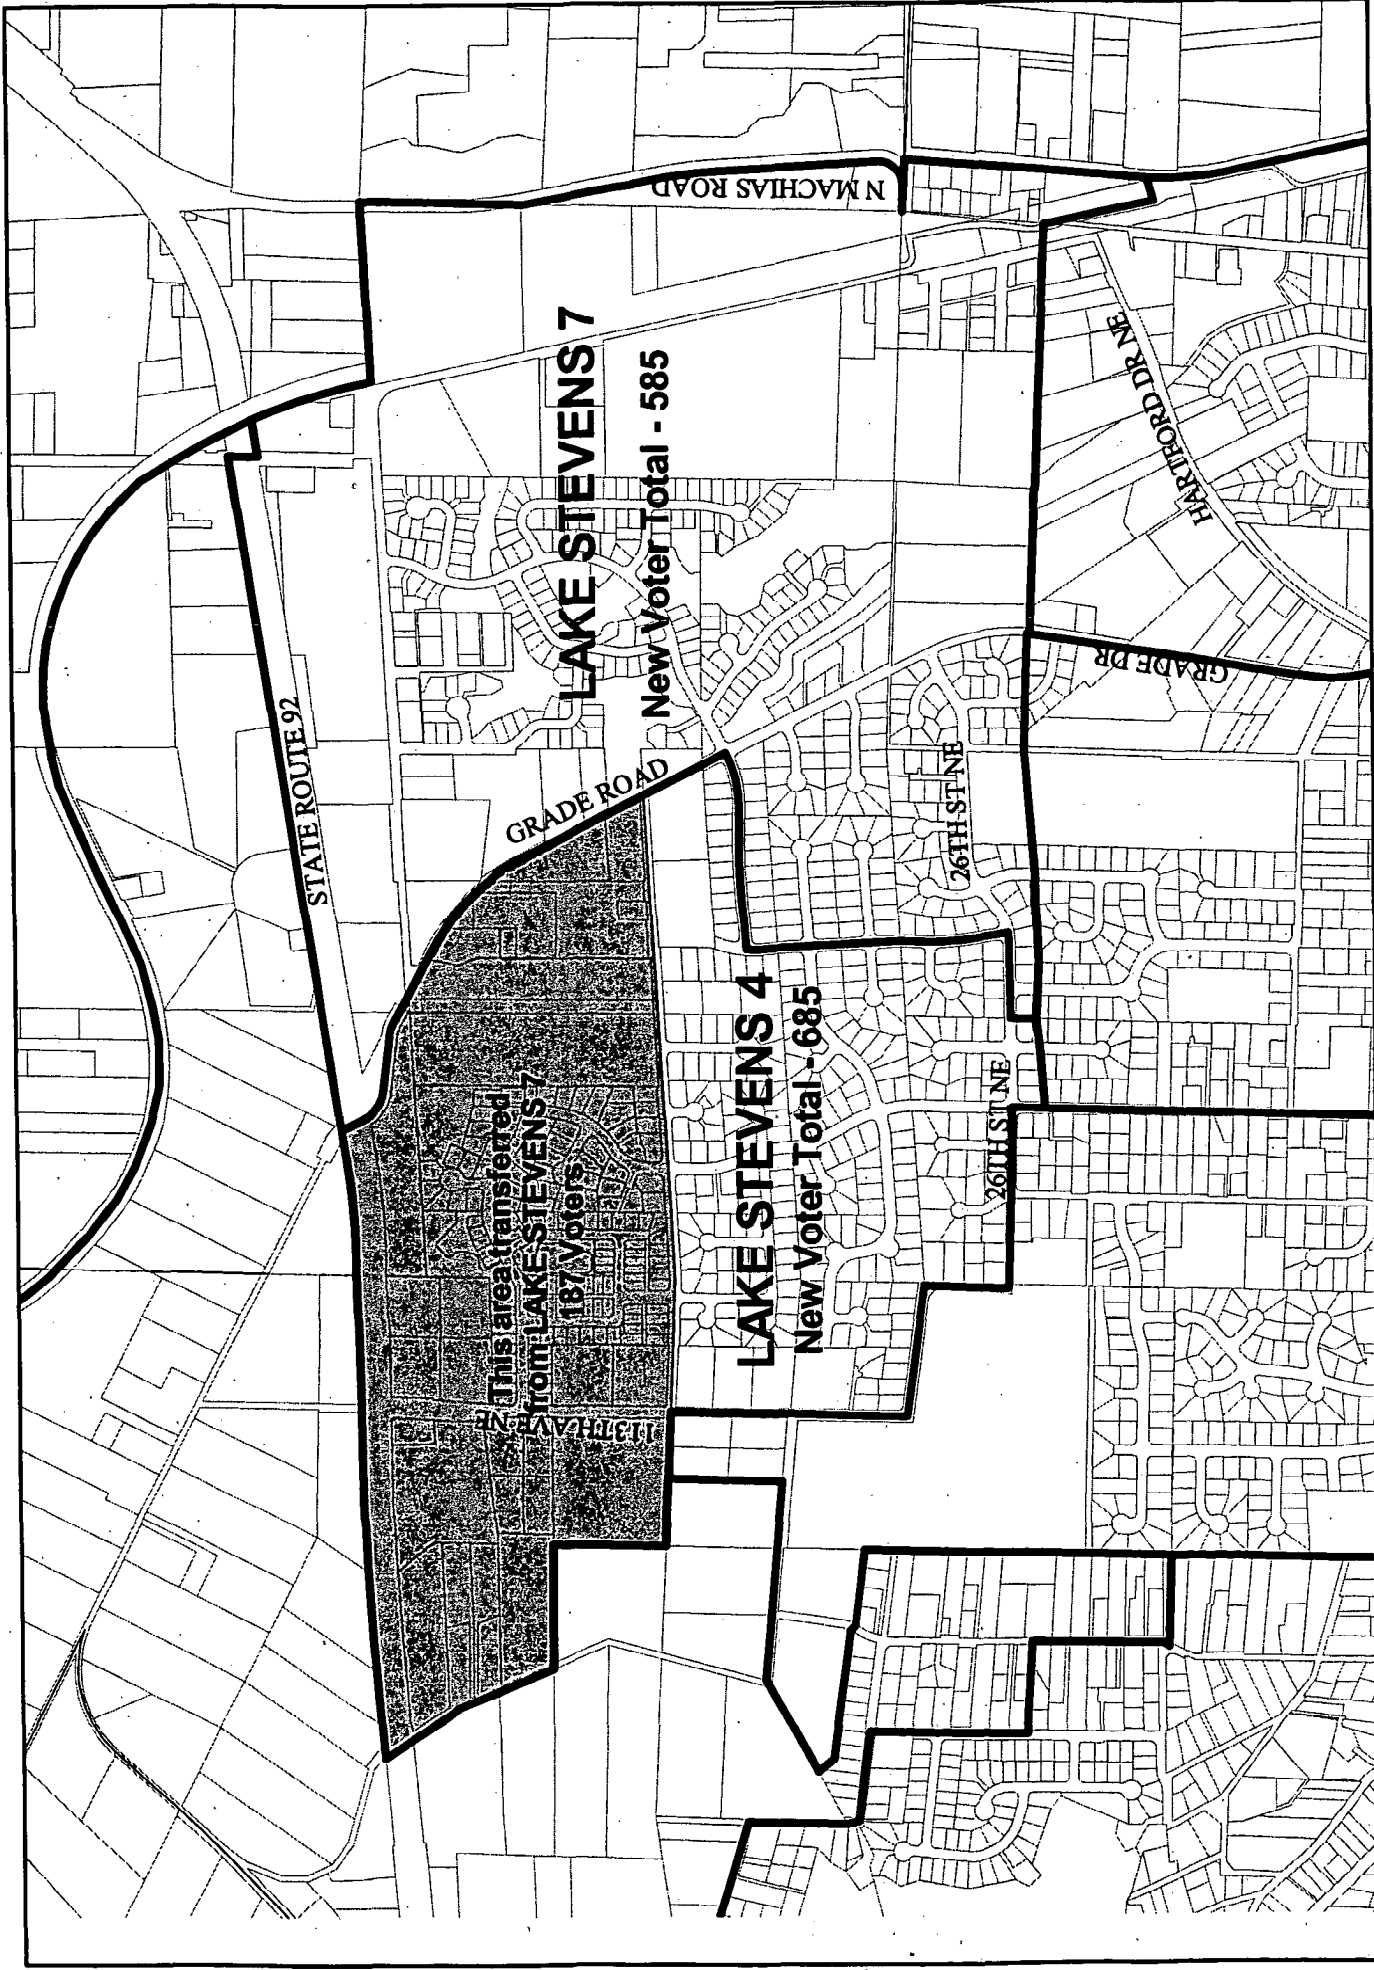 STATE ROUTE 92
N MACHIAS ROAD
LAKE STEVENS 7
New Voter Total - 585
GRADE ROAD
This area transferred
from LAKE STEVENS 7
187 Voters
113TH AVE NE
LAKE STEVENS 4
New Voter Total - 685
26TH ST NE
26TH ST NE
HARTFORD DR NE
GRADE DR